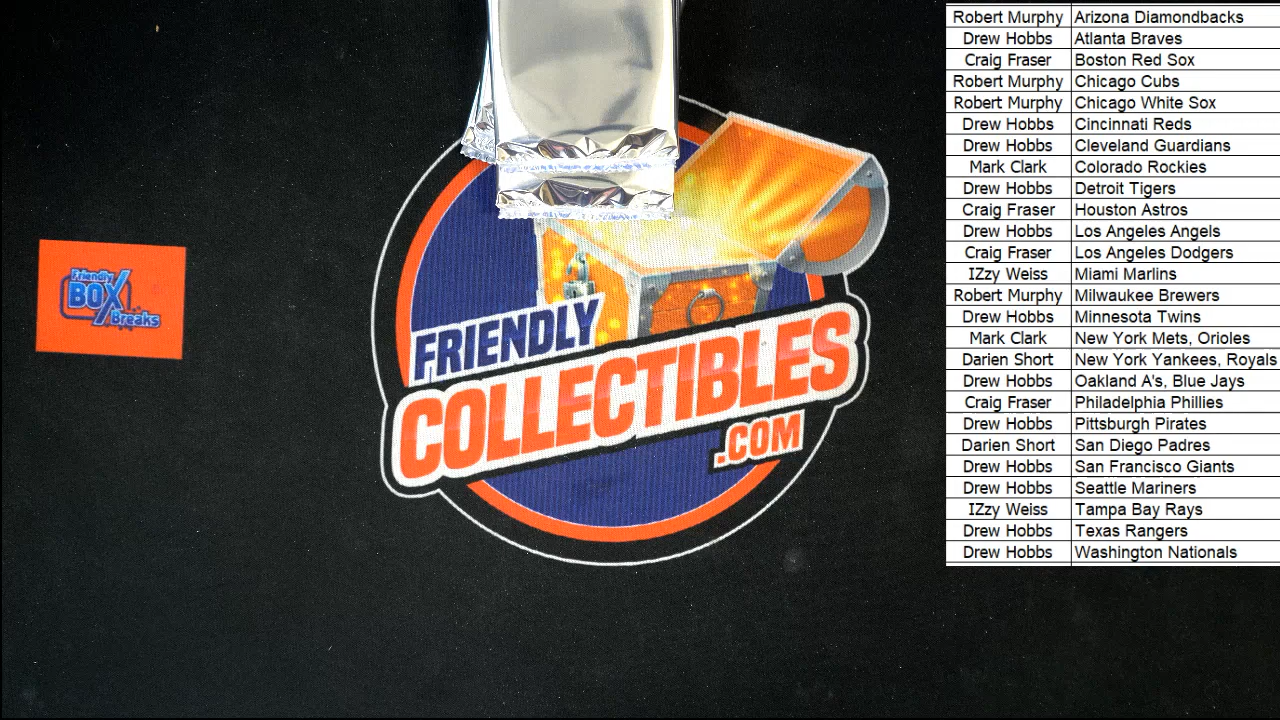 Friendly
BOX
Breaks
FRIENDLY
COLLECTIBLES
.COM
Robert Murphy Arizona Diamondbacks
Drew Hobbs Atlanta Braves
Craig Fraser Boston Red Sox
Robert Murphy Chicago Cubs
Robert Murphy Chicago White Sox
Drew Hobbs Cincinnati Reds
Drew Hobbs Cleveland Guardians
Mark Clark Colorado Rockies
Drew Hobbs Detroit Tigers
Craig Fraser Houston Astros
Drew Hobbs Los Angeles Angels
Craig Fraser Los Angeles Dodgers
IZzy Weiss Miami Marlins
Robert Murphy Milwaukee Brewers
Drew Hobbs Minnesota Twins
Mark Clark New York Mets, Orioles
Darien Short New York Yankees, Royals
Drew Hobbs Oakland A's, Blue Jays
Craig Fraser Philadelphia Phillies
Drew Hobbs Pittsburgh Pirates
Darien Short San Diego Padres
Drew Hobbs San Francisco Giants
Drew Hobbs Seattle Mariners
IZzy Weiss Tampa Bay Rays
Drew Hobbs Texas Rangers
Drew Hobbs Washington Nationals